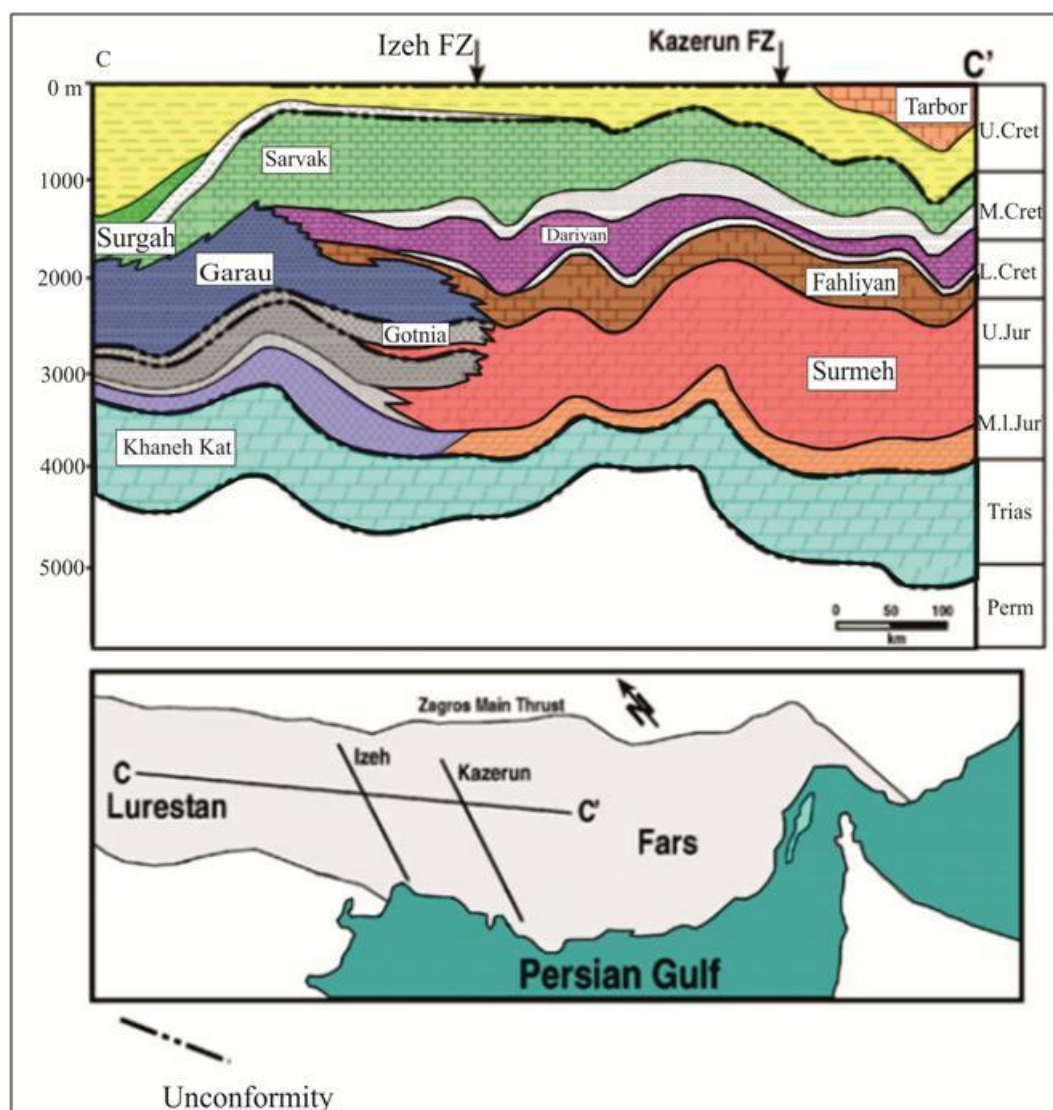 Izeh FZ
Kazerun FZ
C
C'
0 m
1000
2000
3000
4000
5000
Tarbor
Sarvak
Surgah
Dariyan
Garau
Fahliyan
Gotnia
Surmeh
Khaneh Kat
U.Cret
M.Cret
L.Cret
U.Jur
M.l.Jur
Trias
Perm
0 50 100
km
Zagros Main Thrust
N
Izeh
Kazerun
C
C'
Lurestan
Fars
Persian Gulf
Unconformity